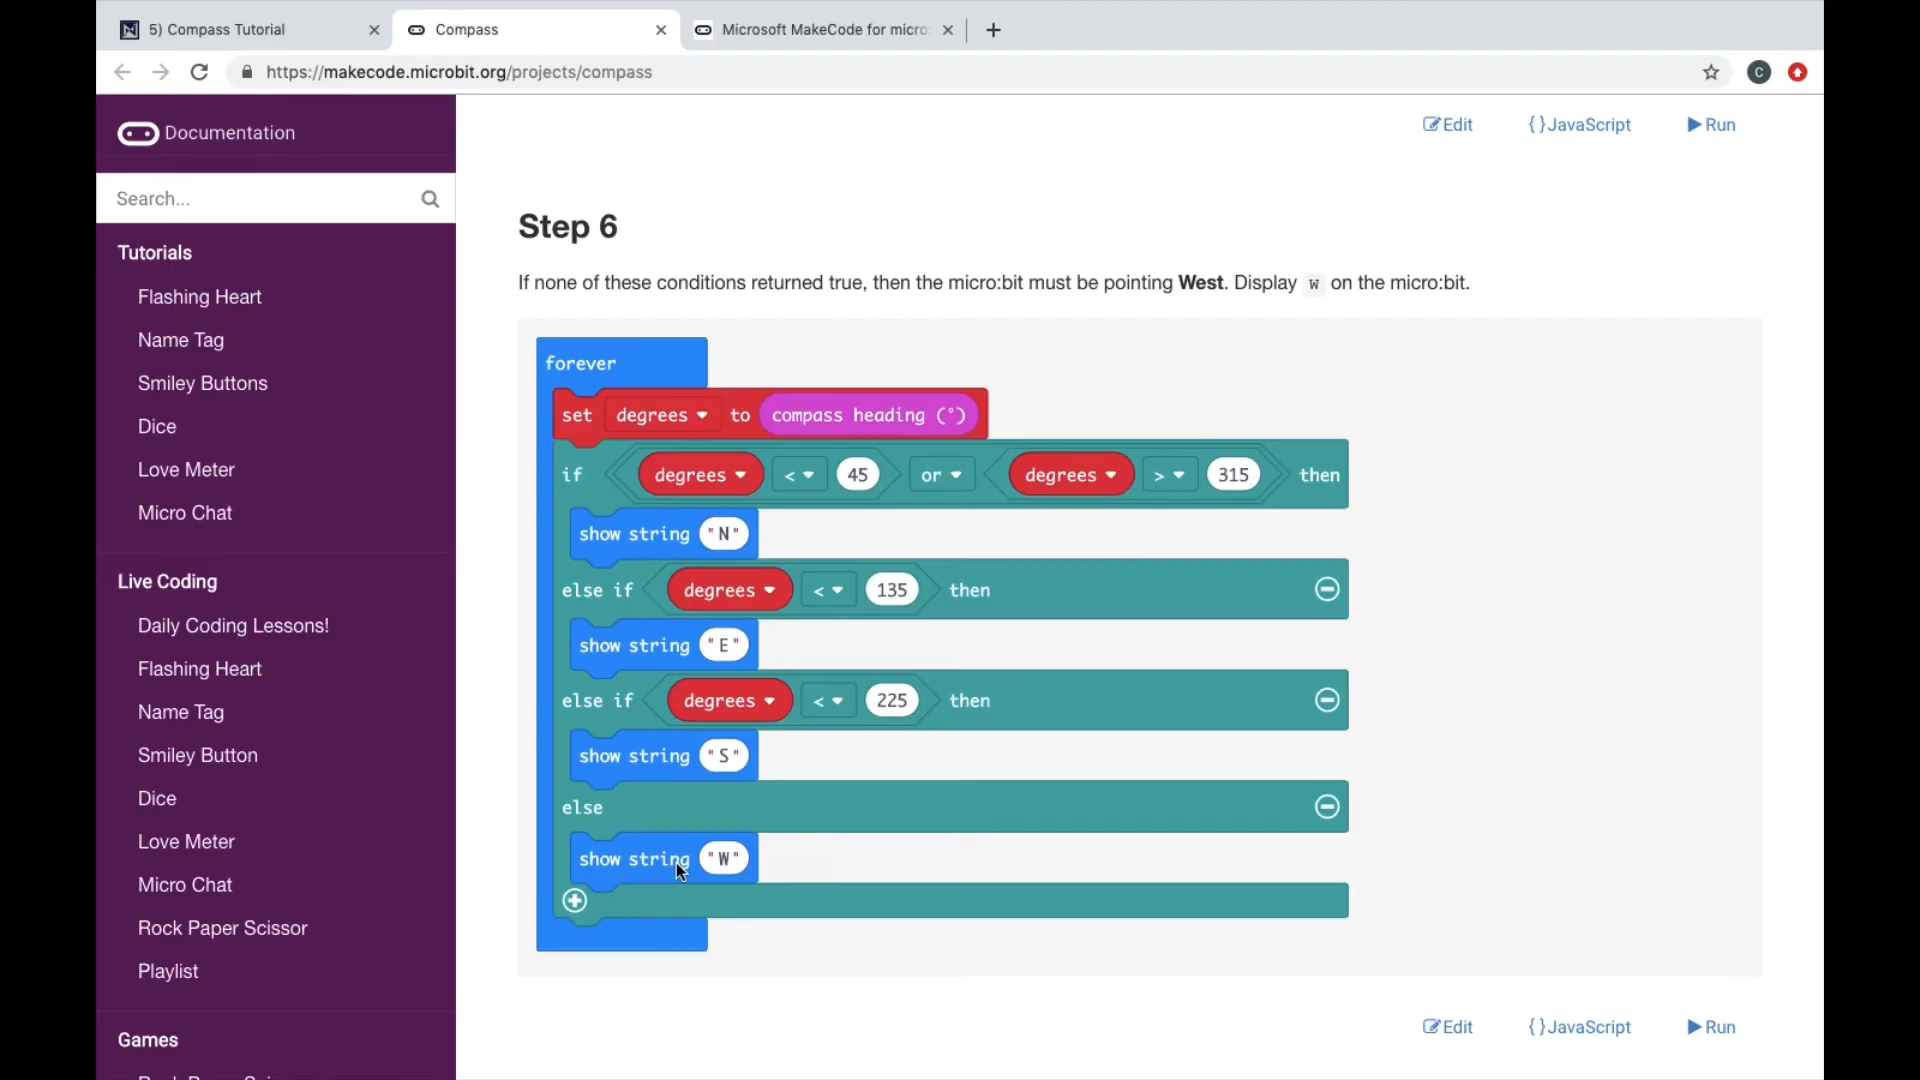 5) Compass Tutorial
Compass
Microsoft MakeCode for micro
https://makecode.microbit.org/projects/compass
C
Documentation
Search...
Tutorials
Flashing Heart
Name Tag
Smiley Buttons
Dice
Love Meter
Micro Chat
Live Coding
Daily Coding Lessons!
Flashing Heart
Name Tag
Smiley Button
Dice
Love Meter
Micro Chat
Rock Paper Scissor
Playlist
Games
Edit {}JavaScript Run
Step 6
If none of these conditions returned true, then the micro:bit must be pointing West. Display W on the micro:bit.
forever
set degrees to compass heading (°)
if degrees < 45 or degrees > 315 then
show string "N"
else if degrees < 135 then
show string "E"
else if degrees < 225 then
show string "S"
else
show string "W"
Edit {}JavaScript Run